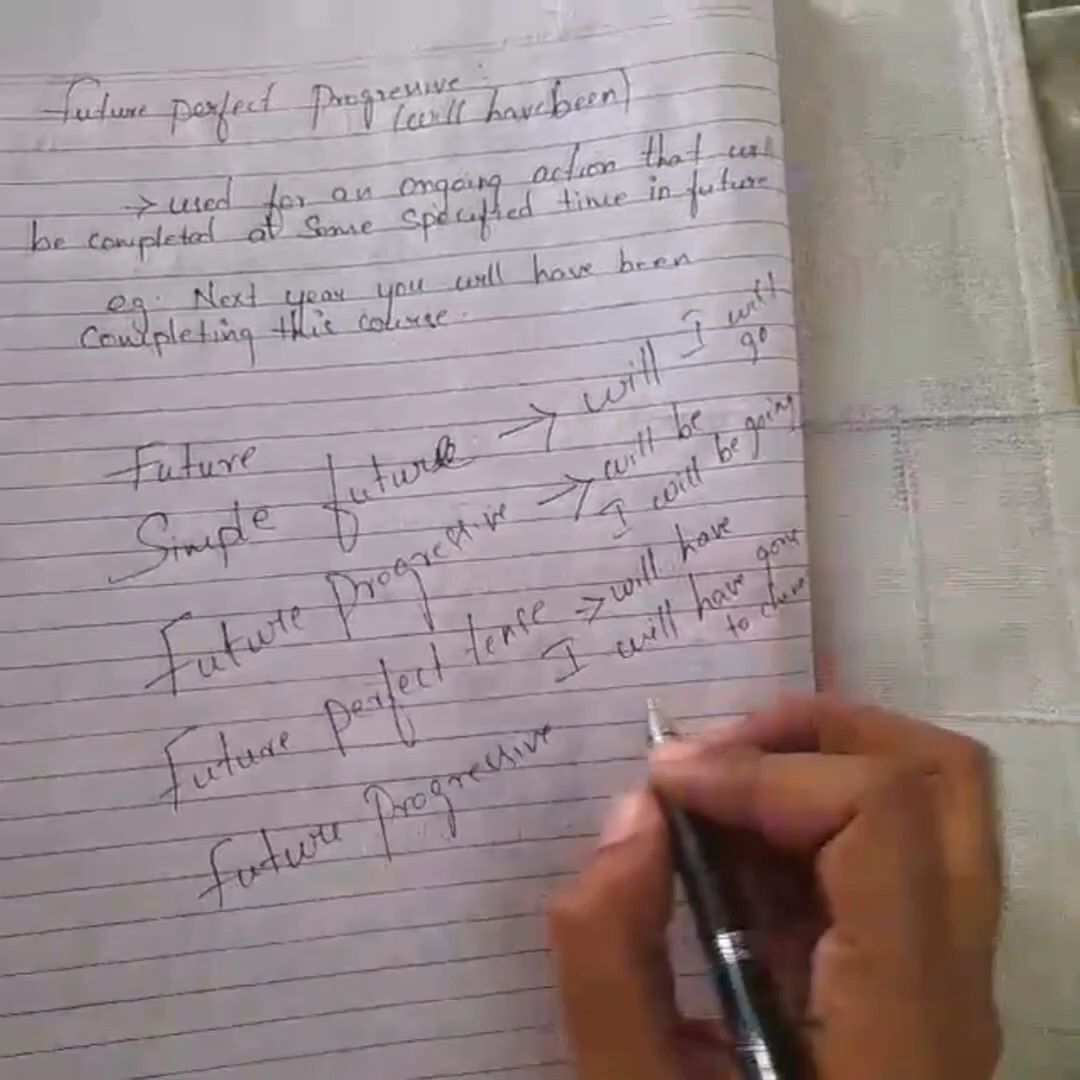 Future perfect Progressive:
(will have been)
→ used for an ongoing action that will
be completed at some specified time in future
eg. Next year you will have been
completing this course.
Future
Simple future → will I will
go
Future Progressive → will be
I will be going
Future perfect tense → will have
I will have gone
to
Future Progressive